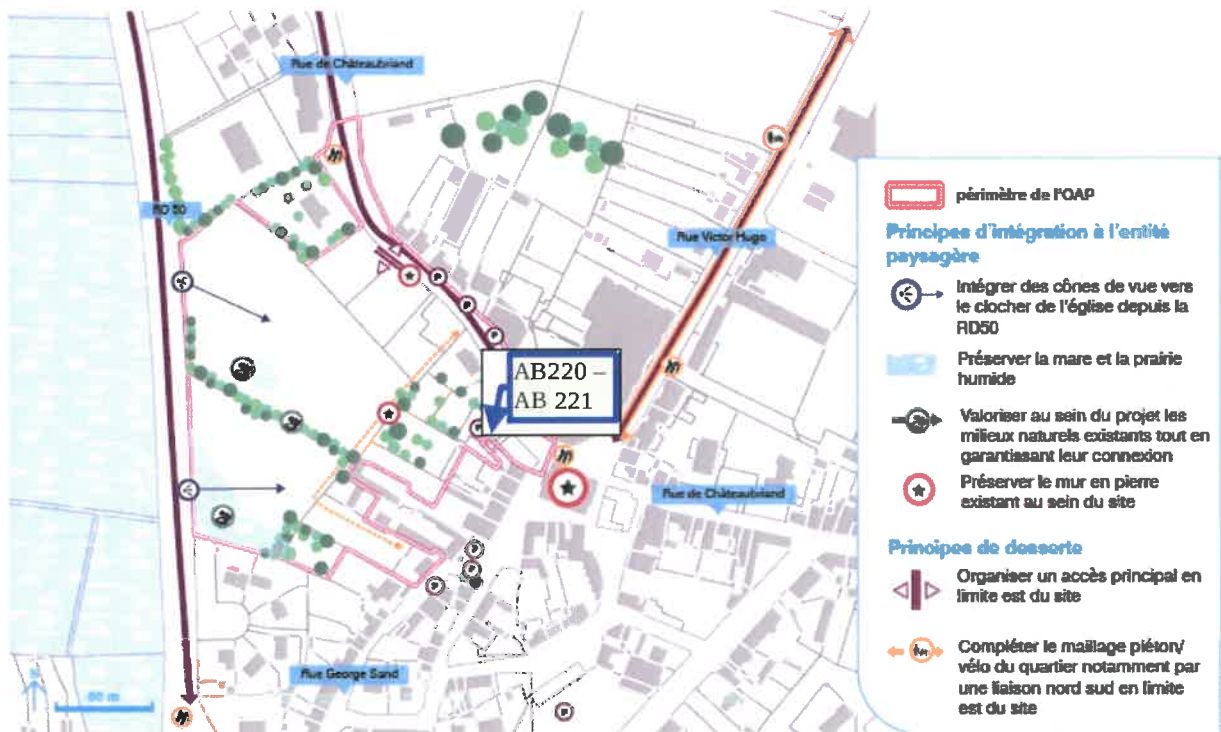 Rue de Châteaubriand
RD 50
Rue Victor Hugo
AB220 –
AB 221
Rue de Châteaubriand
Rue George Sand
N
60 m
périmètre de l'OAP
Principes d'intégration à l'entité
paysagère
Intégrer des cônes de vue vers
le clocher de l'église depuis la
RD50
Préserver la mare et la prairie
humide
Valoriser au sein du projet les
milieux naturels existants tout en
garantissant leur connexion
Préserver le mur en pierre
existant au sein du site
Principes de desserte
Organiser un accès principal en
limite est du site
Compléter le maillage piéton/
vélo du quartier notamment par
une liaison nord sud en limite
est du site